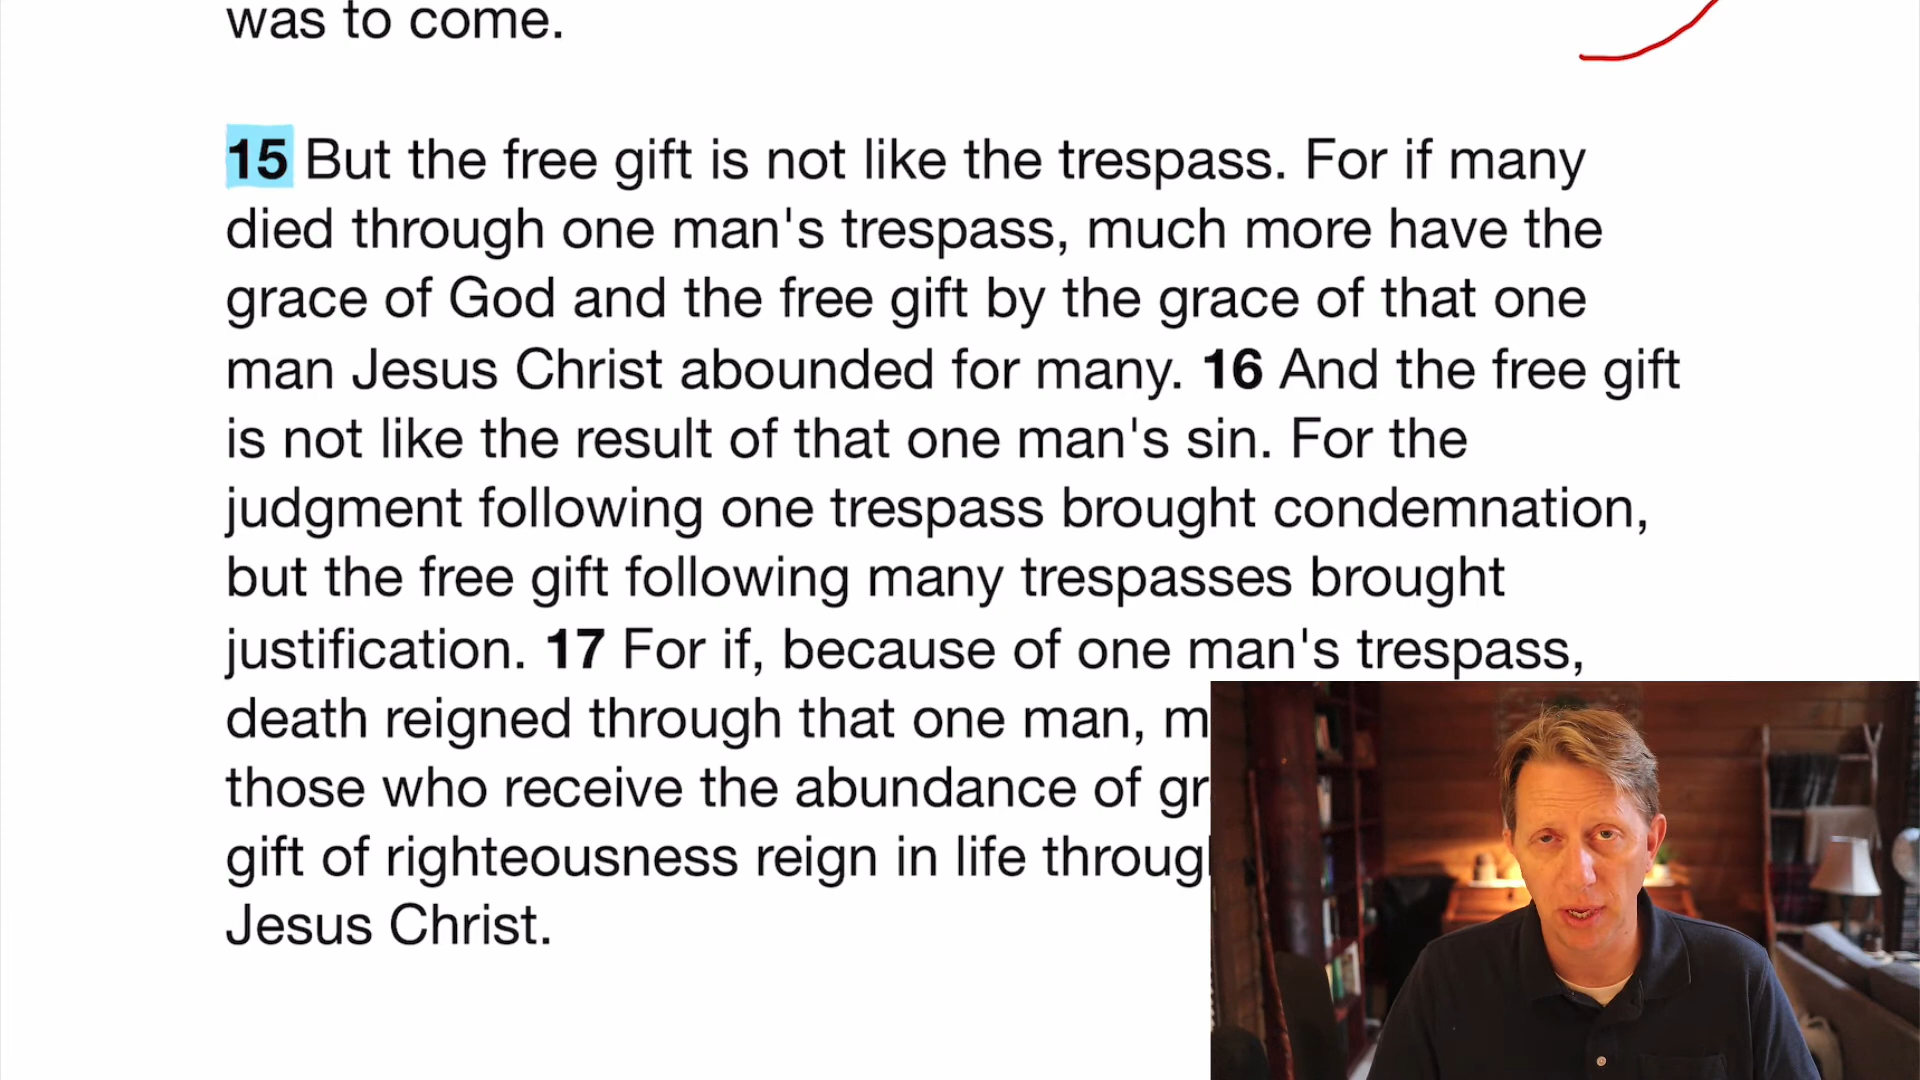 was to come.
15 But the free gift is not like the trespass. For if many
died through one man's trespass, much more have the
grace of God and the free gift by the grace of that one
man Jesus Christ abounded for many. 16 And the free gift
is not like the result of that one man's sin. For the
judgment following one trespass brought condemnation,
but the free gift following many trespasses brought
justification. 17 For if, because of one man's trespass,
death reigned through that one man,
those who receive the abundance of
gift of righteousness reign in life
Jesus Christ.